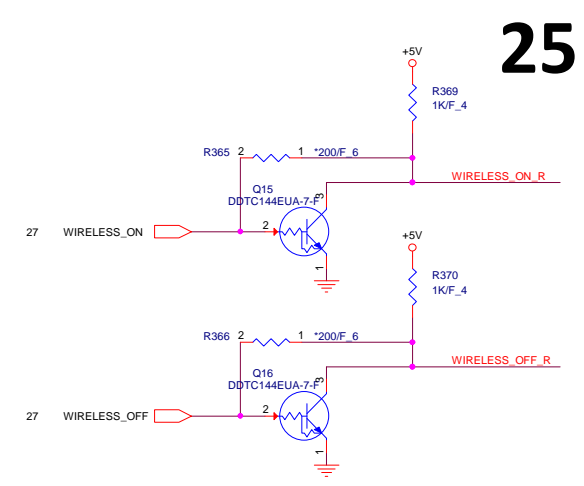 25
+5V
R369
1K/F_4
R365 2 1 *200/F_6
WIRELESS_ON_R
Q15
DDTC144EUA-7-F
3
27 WIRELESS_ON 2
1
+5V
R370
1K/F_4
R366 2 1 *200/F_6
WIRELESS_OFF_R
Q16
DDTC144EUA-7-F
3
27 WIRELESS_OFF 2
1